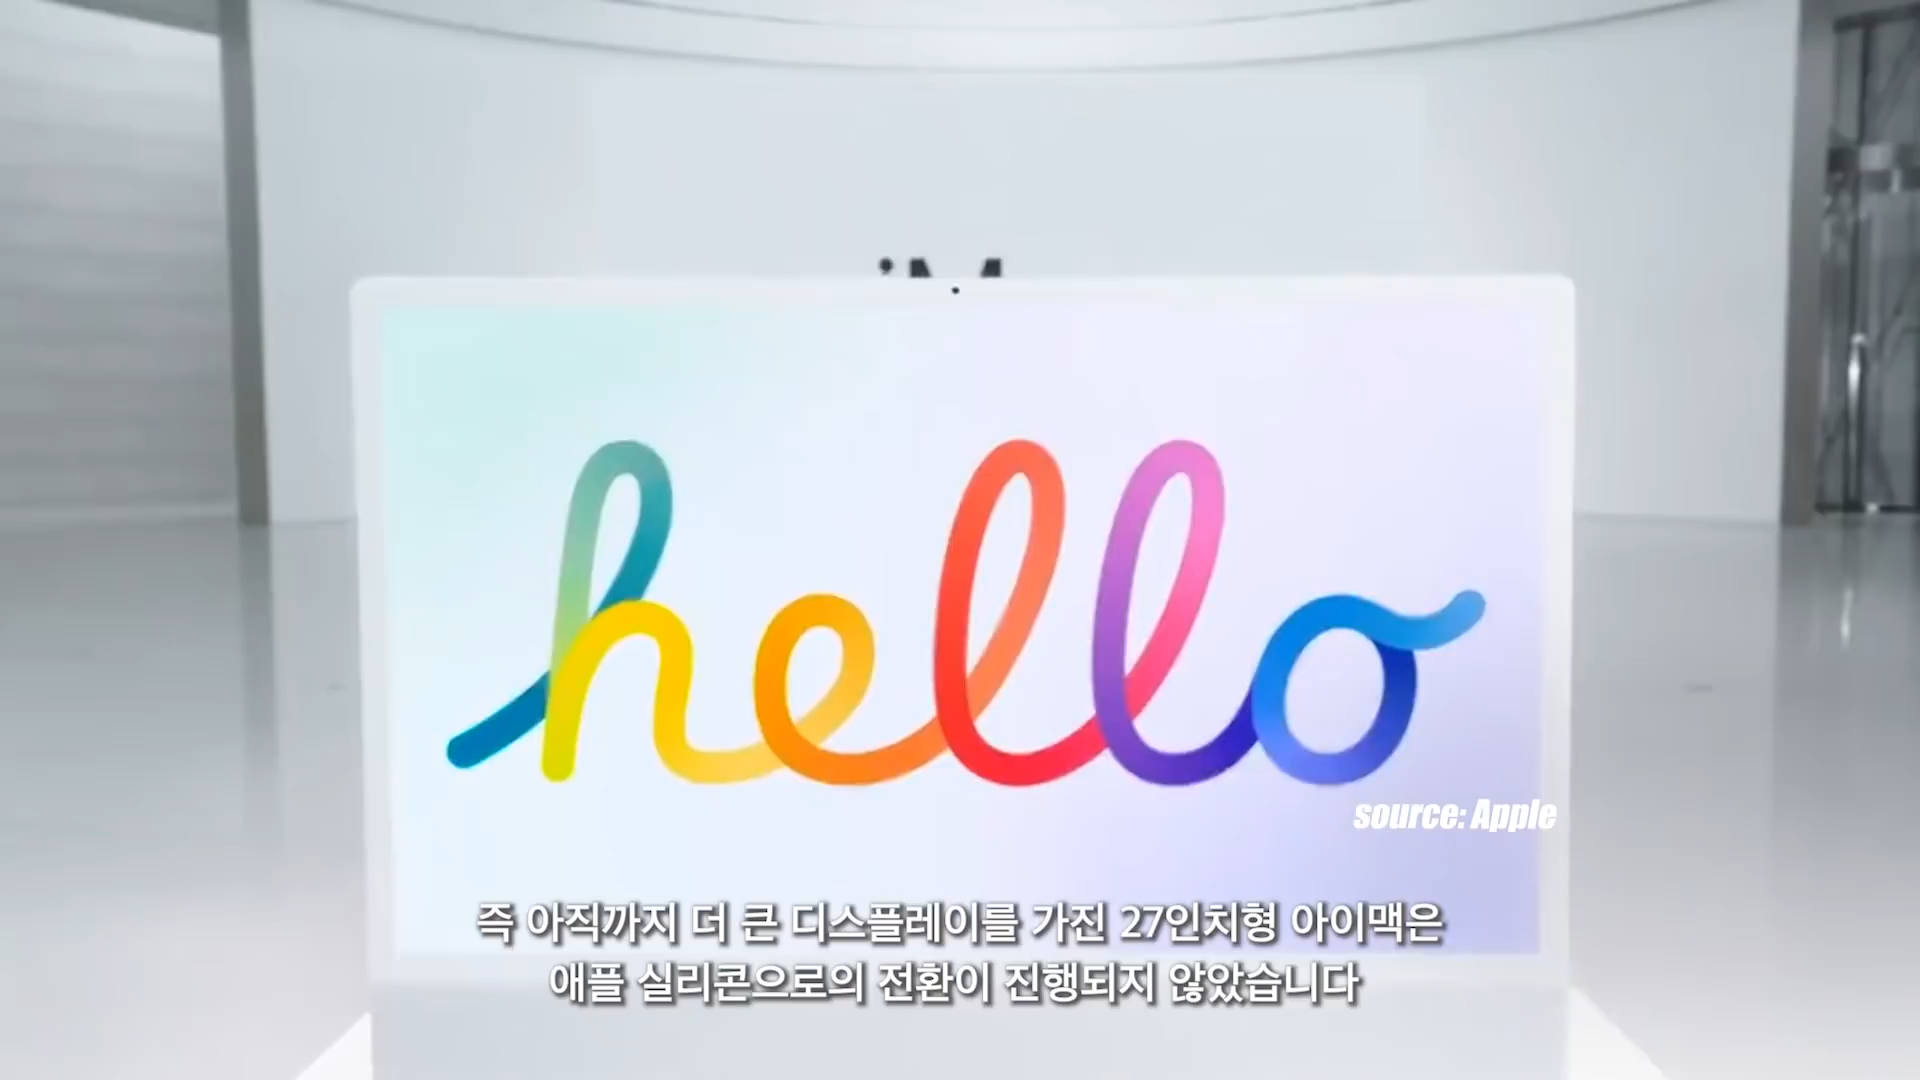 hello
source: Apple
즉 아직까지 더 큰 디스플레이를 가진 27인치형 아이맥은
애플 실리콘으로의 전환이 진행되지 않았습니다